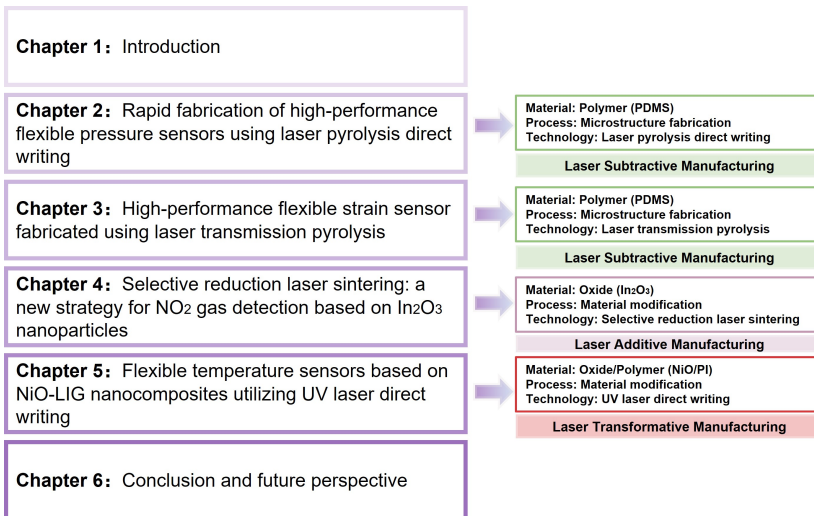 Chapter 1：Introduction
Chapter 2：Rapid fabrication of high-performance
flexible pressure sensors using laser pyrolysis direct
writing
Material: Polymer (PDMS)
Process: Microstructure fabrication
Technology: Laser pyrolysis direct writing
Laser Subtractive Manufacturing
Chapter 3：High-performance flexible strain sensor
fabricated using laser transmission pyrolysis
Material: Polymer (PDMS)
Process: Microstructure fabrication
Technology: Laser transmission pyrolysis
Laser Subtractive Manufacturing
Chapter 4：Selective reduction laser sintering: a
new strategy for NO2 gas detection based on In2O3
nanoparticles
Material: Oxide (In2O3)
Process: Material modification
Technology: Selective reduction laser sintering
Laser Additive Manufacturing
Chapter 5：Flexible temperature sensors based on
NiO-LIG nanocomposites utilizing UV laser direct
writing
Material: Oxide/Polymer (NiO/PI)
Process: Material modification
Technology: UV laser direct writing
Laser Transformative Manufacturing
Chapter 6：Conclusion and future perspective